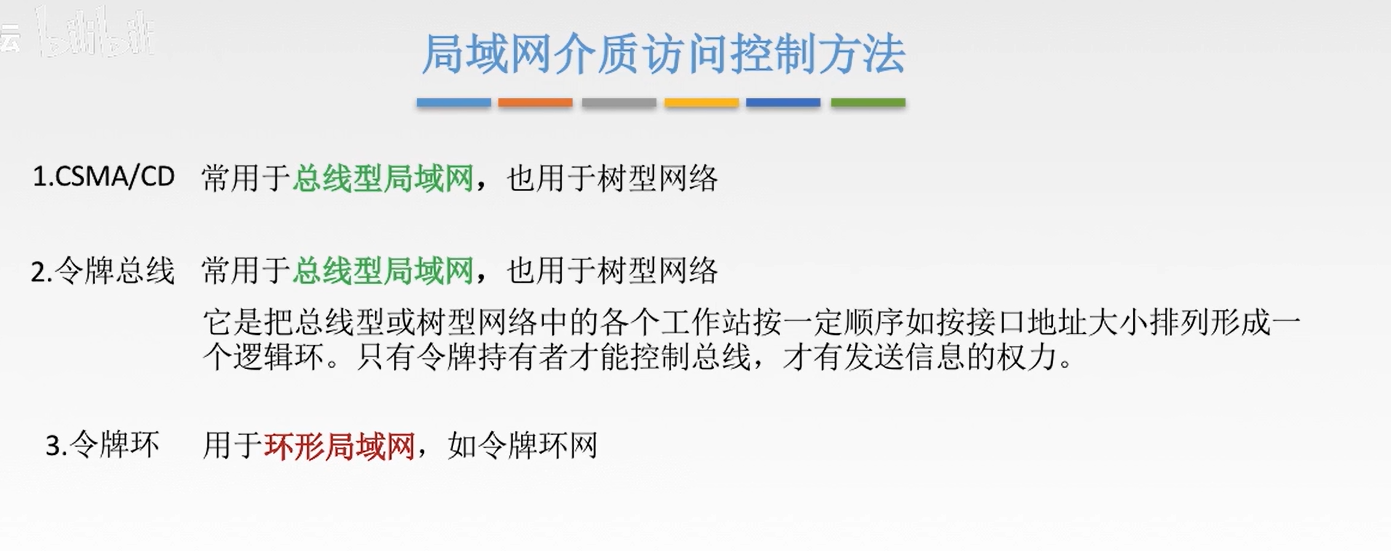 云 bilibili
局域网介质访问控制方法
1.CSMA/CD 常用于总线型局域网，也用于树型网络
2.令牌总线 常用于总线型局域网，也用于树型网络
它是把总线型或树型网络中的各个工作站按一定顺序如按接口地址大小排列形成一
个逻辑环。只有令牌持有者才能控制总线，才有发送信息的权力。
3.令牌环 用于环形局域网，如令牌环网